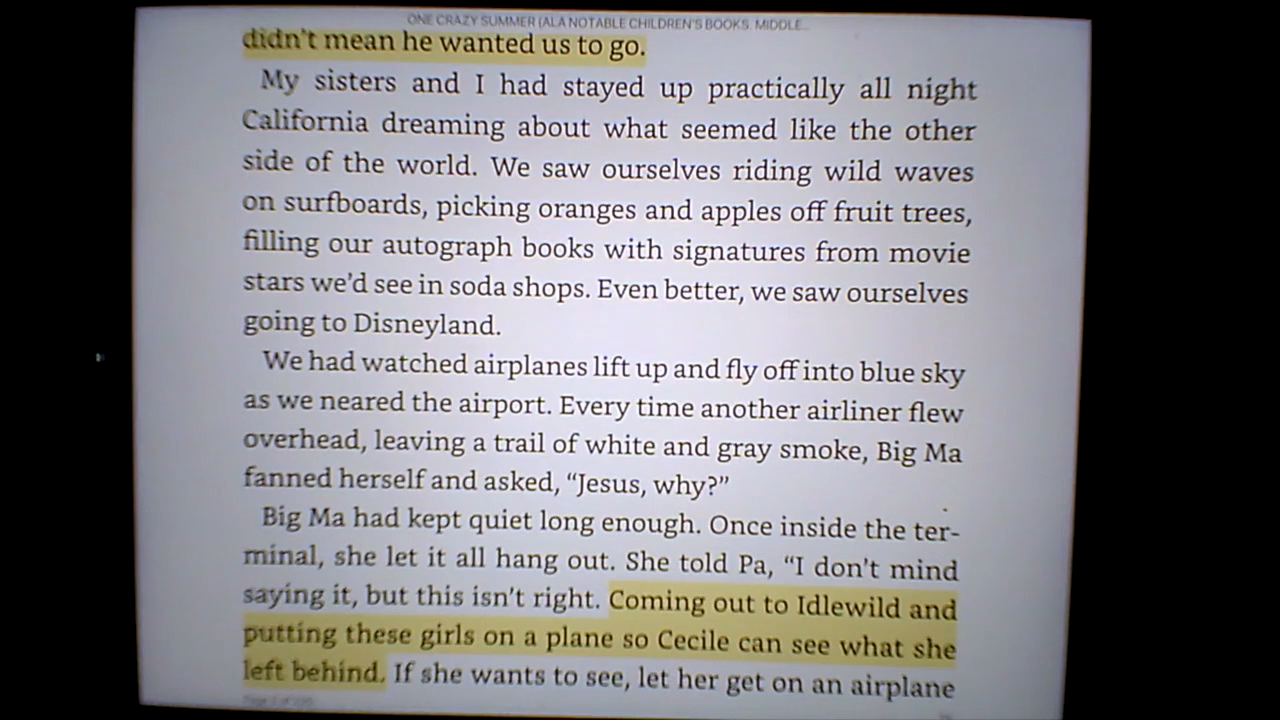 ONE CRAZY SUMMER (ALA NOTABLE CHILDREN'S BOOKS. MIDDLE...
didn't mean he wanted us to go.
My sisters and I had stayed up practically all night
California dreaming about what seemed like the other
side of the world. We saw ourselves riding wild waves
on surfboards, picking oranges and apples off fruit trees,
filling our autograph books with signatures from movie
stars we'd see in soda shops. Even better, we saw ourselves
going to Disneyland.
We had watched airplanes lift up and fly off into blue sky
as we neared the airport. Every time another airliner flew
overhead, leaving a trail of white and gray smoke, Big Ma
fanned herself and asked, “Jesus, why?”
Big Ma had kept quiet long enough. Once inside the ter-
minal, she let it all hang out. She told Pa, “I don't mind
saying it, but this isn't right. Coming out to Idlewild and
putting these girls on a plane so Cecile can see what she
left behind. If she wants to see, let her get on an airplane